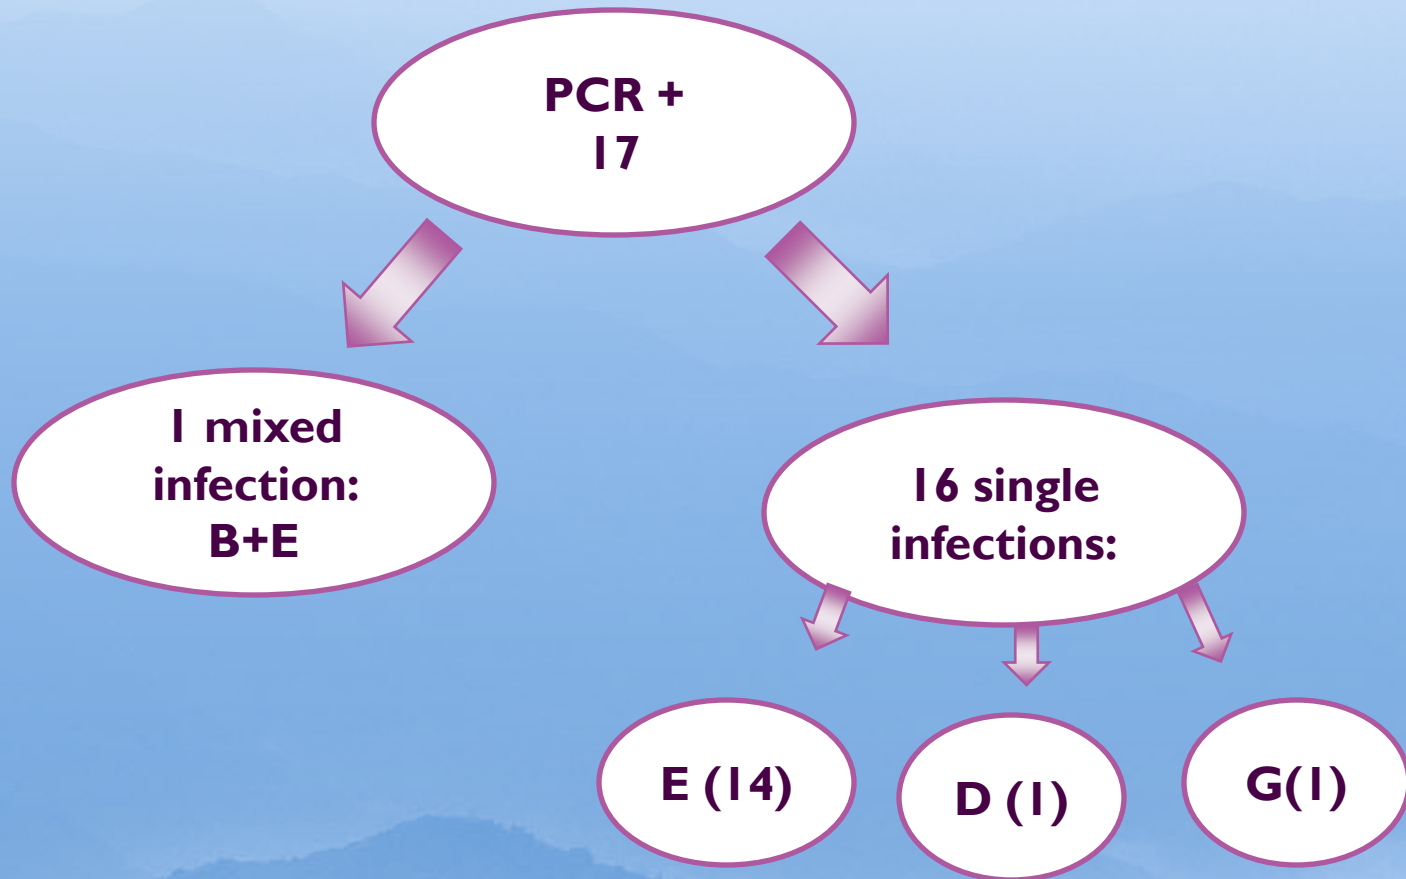 PCR +
17
1 mixed
infection:
B+E
16 single
infections:
E (14)
D (1)
G(1)